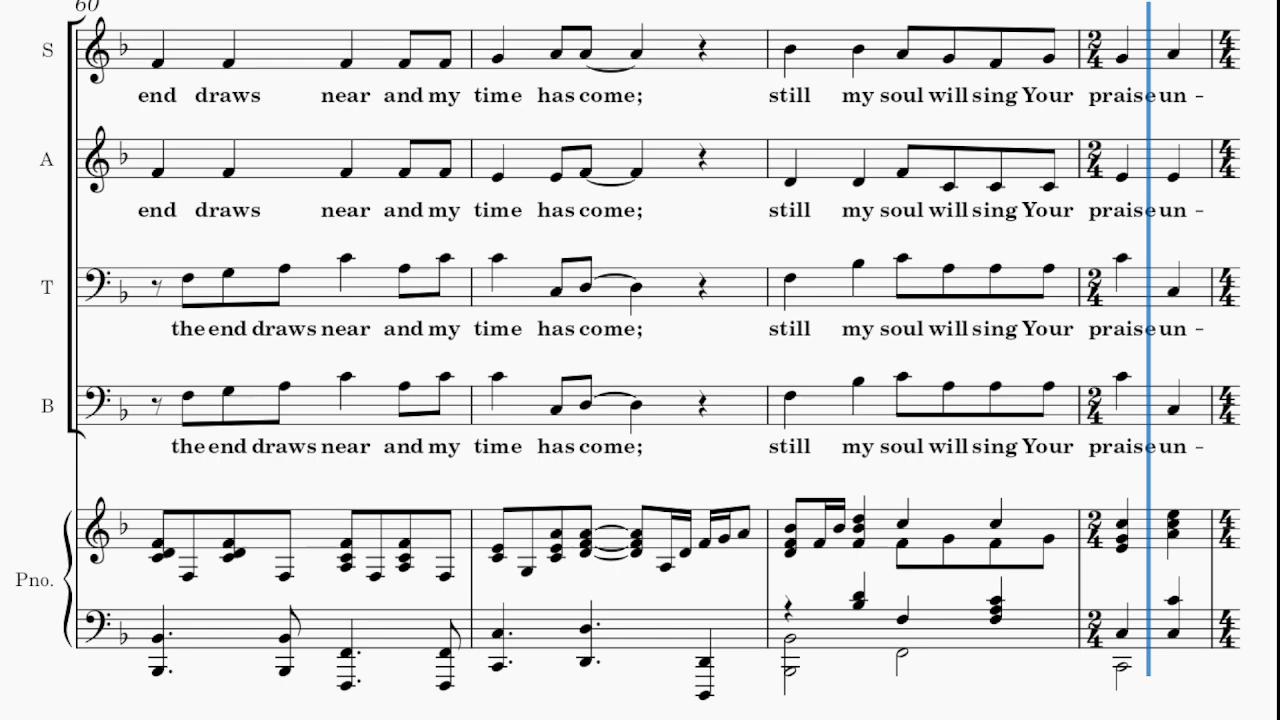 60
S
end draws near and my time has come; still my soul will sing Your praise un -
A
end draws near and my time has come; still my soul will sing Your praise un -
T
the end draws near and my time has come; still my soul will sing Your praise un -
B
the end draws near and my time has come; still my soul will sing Your praise un -
Pno.